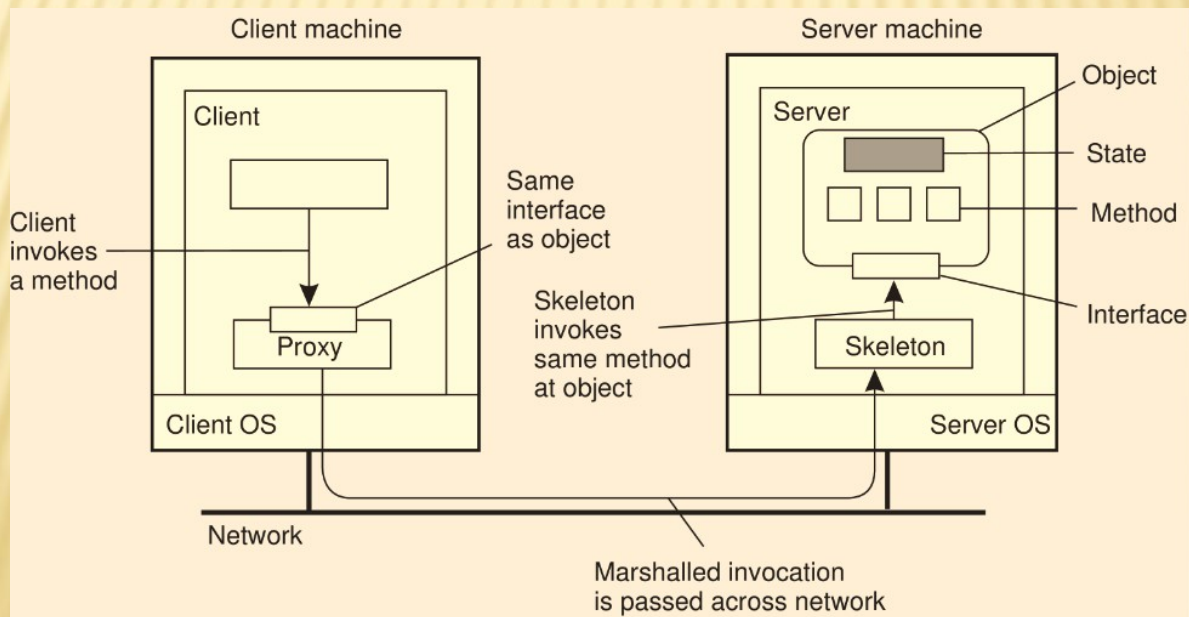 Client machine
Server machine
Object
Client
Server
State
Same
interface
as object
Method
Client
invokes
a method
Skeleton
invokes
same method
at object
Interface
Proxy
Skeleton
Client OS
Server OS
Network
Marshalled invocation
is passed across network